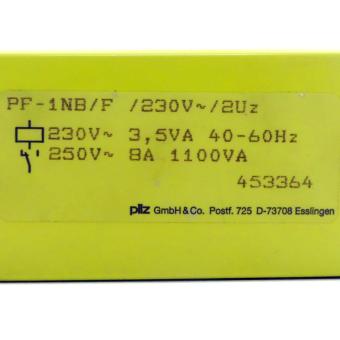 PF-1NB/F /230V~/2Uz
230V~ 3,5VA 40-60Hz
250V~ 8A 1100VA
453364
pilz GmbH & Co. Postf. 725 D-73708 Esslingen